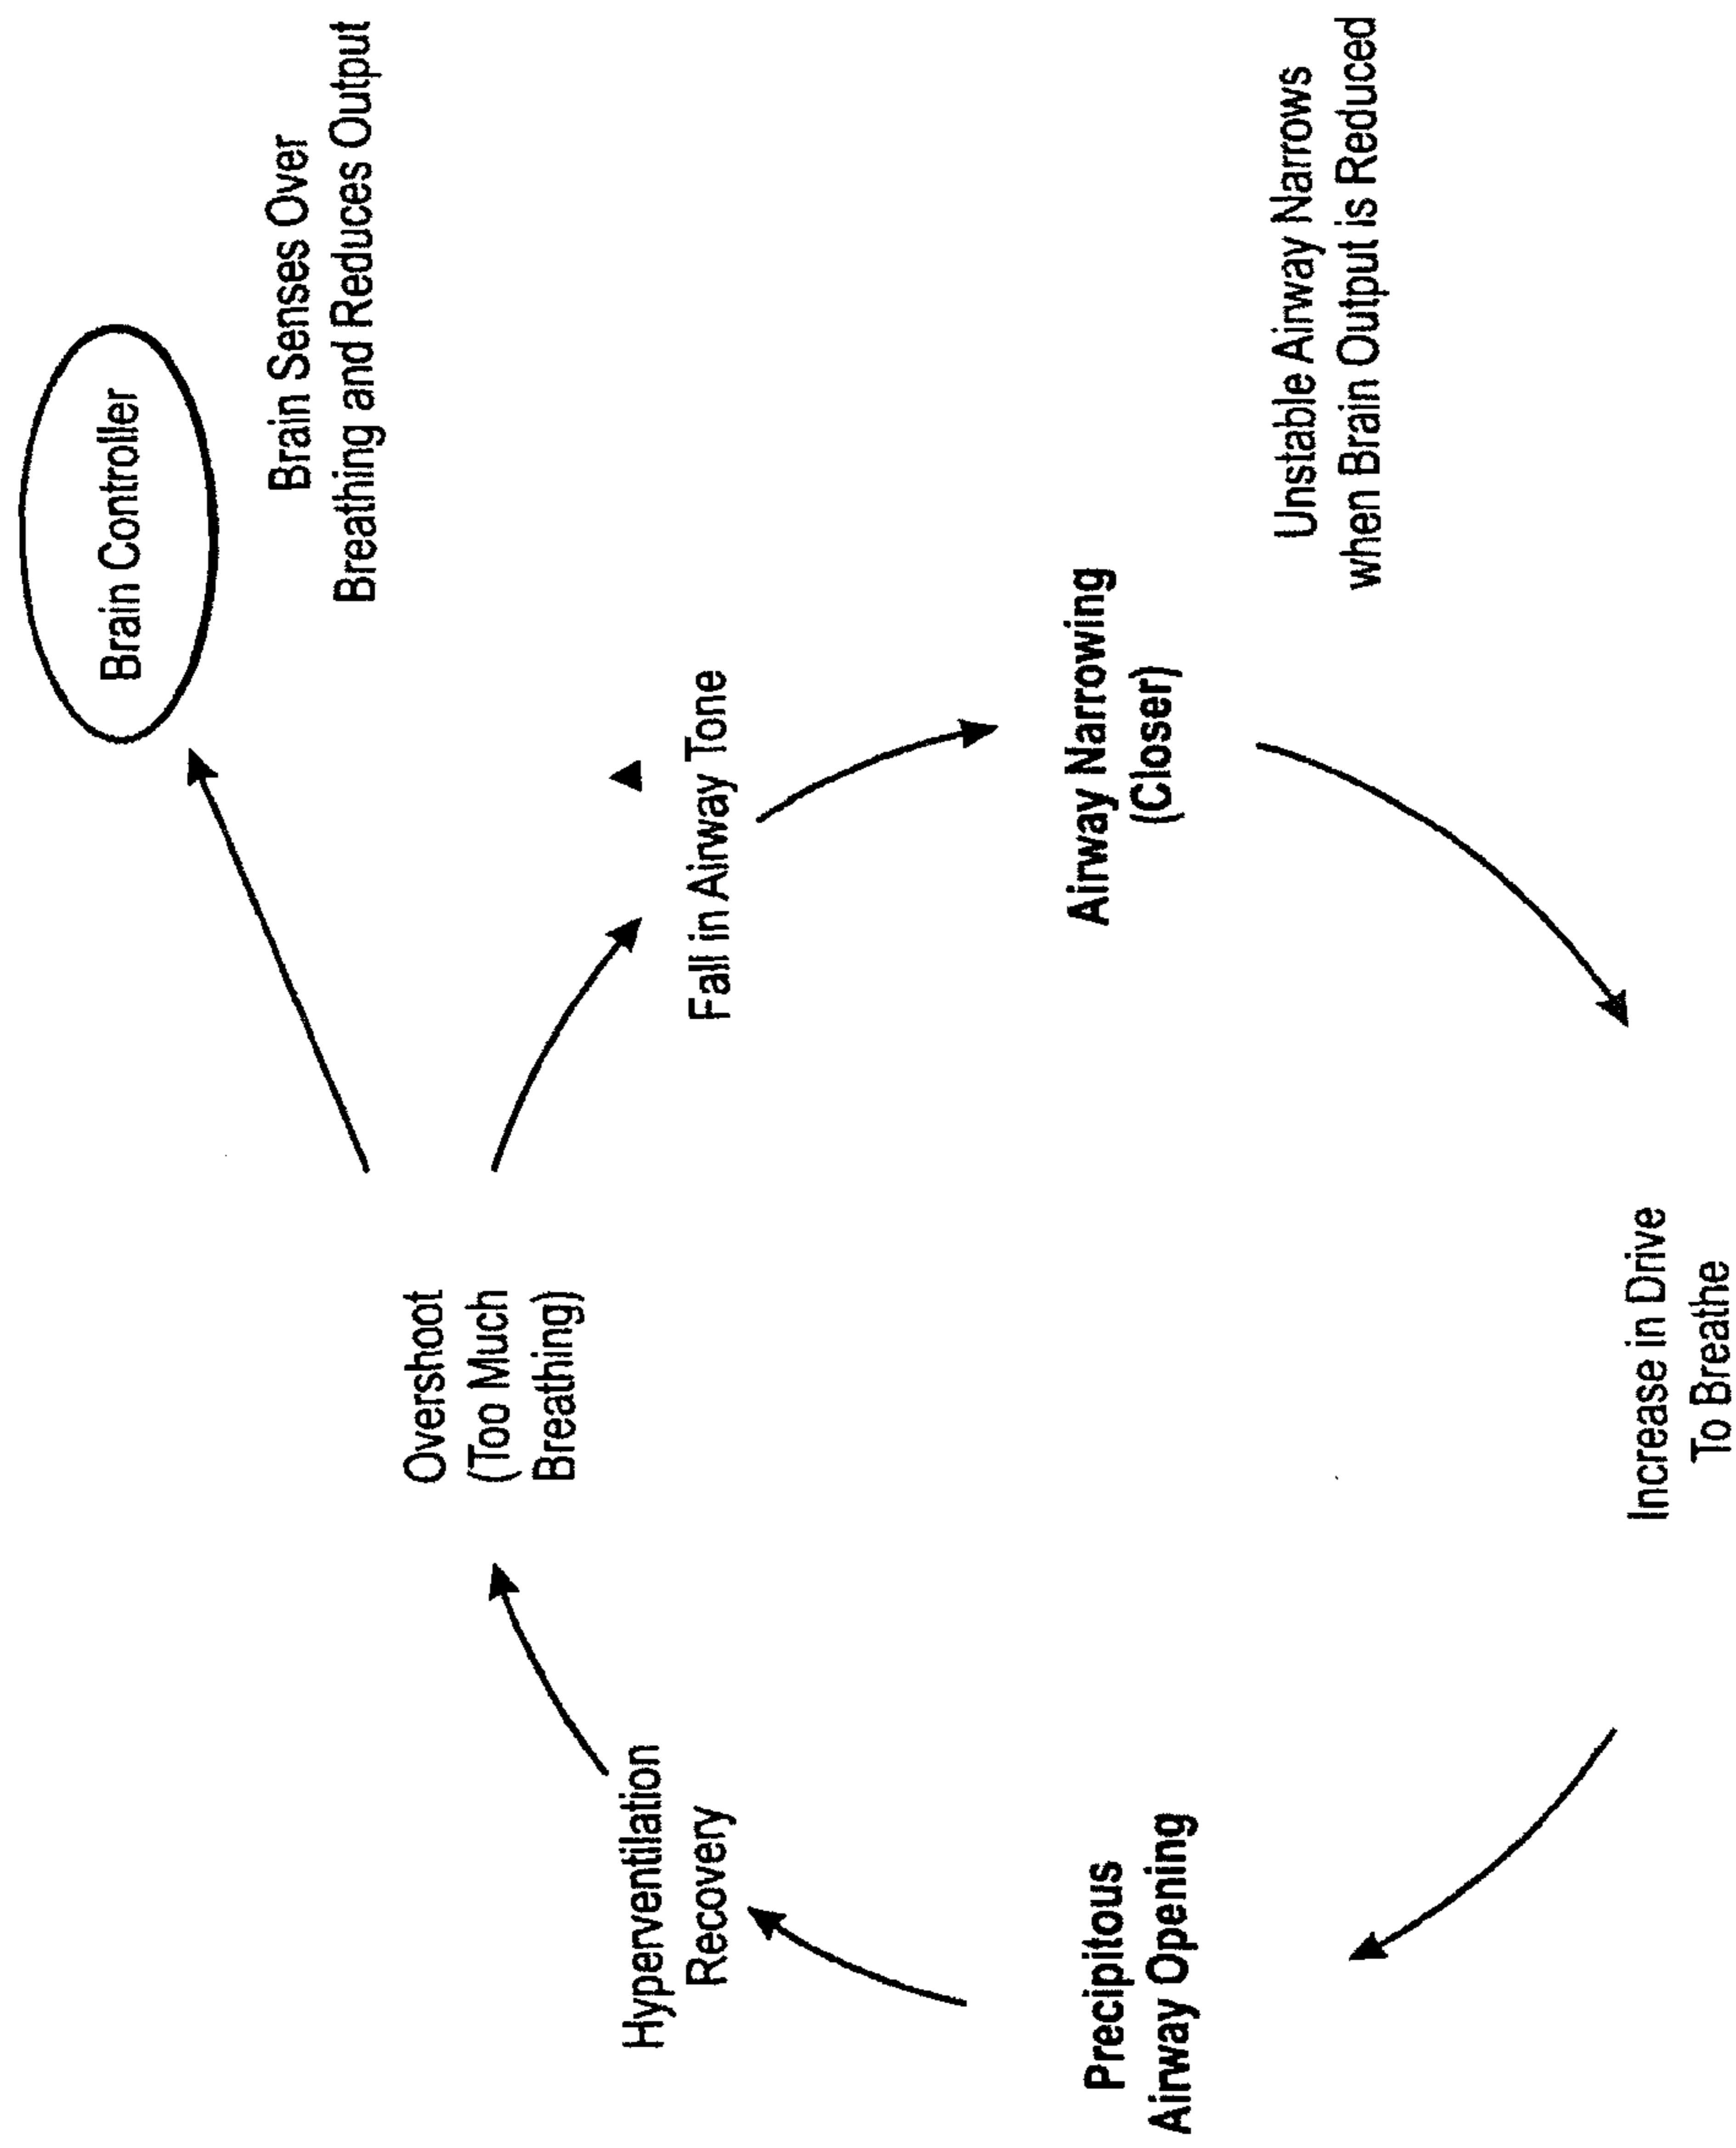 Brain Controller
Brain Senses Over
Breathing and Reduces Output
Overshoot
(Too Much
Breathing)
Hyperventilation
Recovery
Fall in Airway Tone
Precipitous
Airway Opening
Airway Narrowing
(Closer)
Unstable Airway Narrows
when Brain Output is Reduced
Increase in Drive
To Breathe